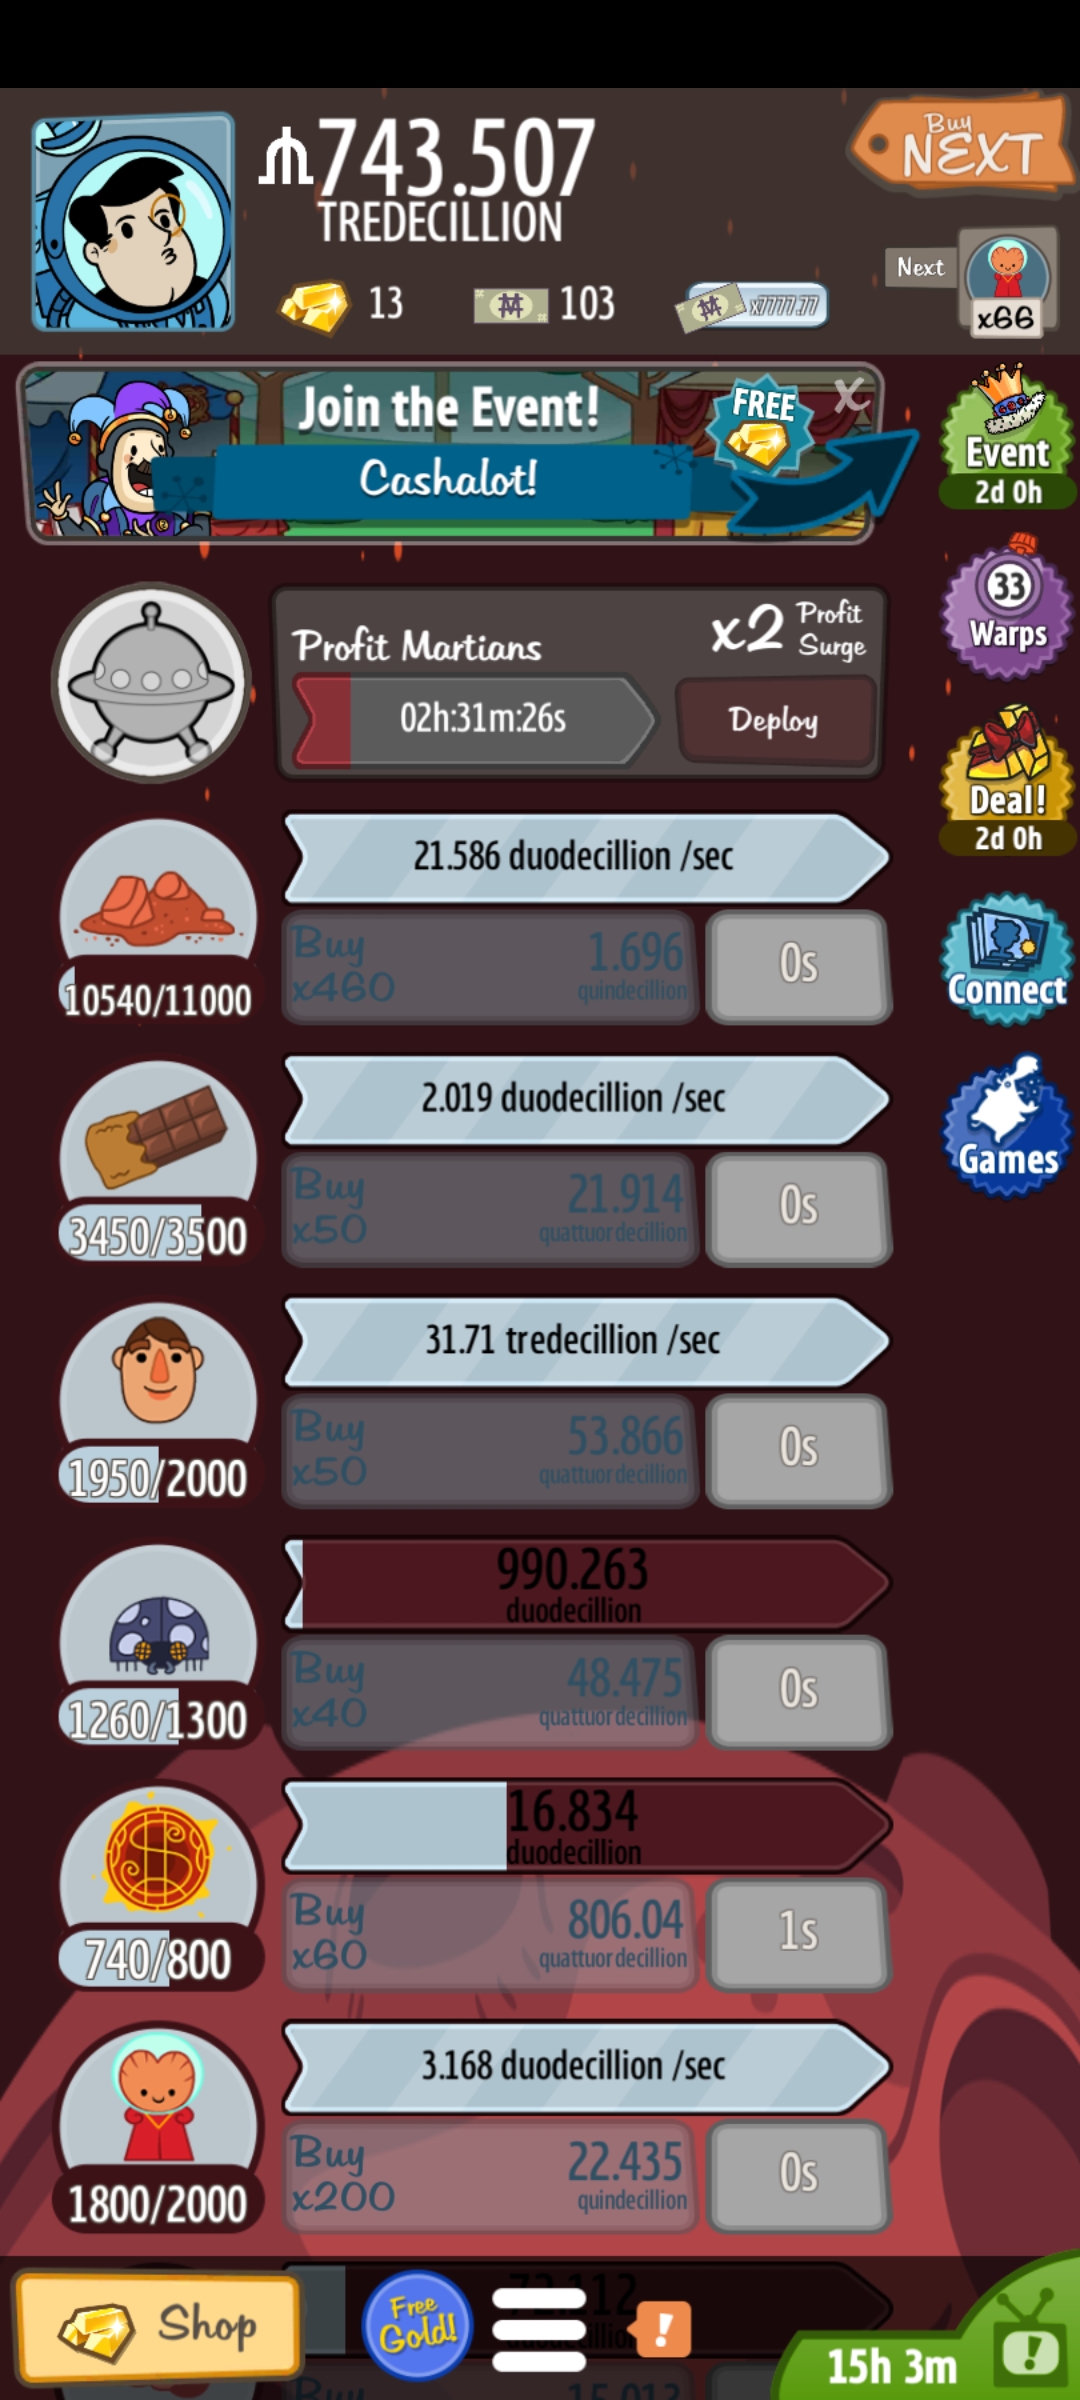 743.507
TREDECILLION
Buy
NEXT
13
103
x7777.77
Next
x66
Join the Event!
Cashalot!
FREE
X
Event
2d 0h
33
Warps
Profit Martians
x2 Profit Surge
02h:31m:26s
Deploy
Deal!
2d 0h
21.586 duodecillion /sec
10540/11000
Buy
x460
1.696
quindecillion
0s
Connect
2.019 duodecillion /sec
3450/3500
Buy
x50
21.914
quattuordecillion
0s
Games
31.71 tredecillion /sec
1950/2000
Buy
x50
53.866
quattuordecillion
0s
990.263
duodecillion
1260/1300
Buy
x40
48.475
quattuordecillion
0s
16.834
duodecillion
740/800
Buy
x60
806.04
quattuordecillion
1s
3.168 duodecillion /sec
1800/2000
Buy
x200
22.435
quindecillion
0s
Shop
Free
Gold!
!
15h 3m
!
Buy